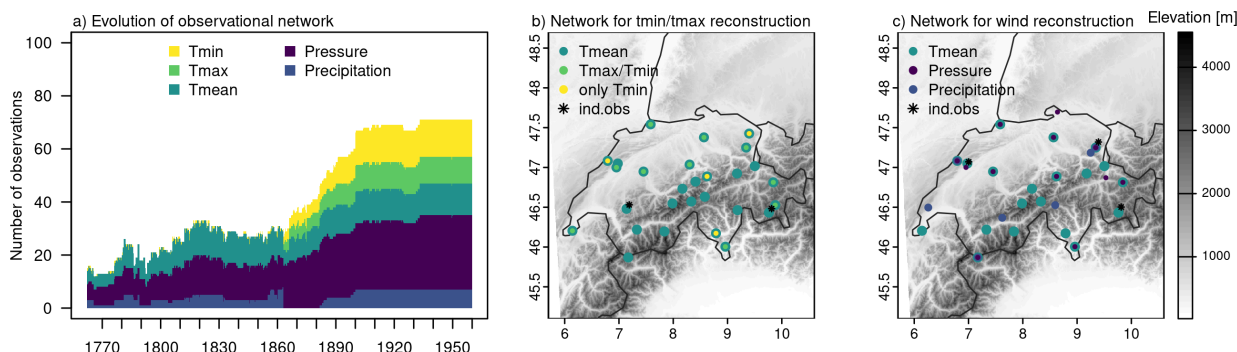 a) Evolution of observational network
Number of observations
100
80
60
40
20
0
Tmin
Tmax
Tmean
Pressure
Precipitation
1770 1800 1830 1860 1890 1920 1950
b) Network for tmin/tmax reconstruction
Tmean
Tmax/Tmin
only Tmin
ind.obs
48.5
48
47.5
47
46.5
46
45.5
6 7 8 9 10
c) Network for wind reconstruction
Tmean
Pressure
Precipitation
ind.obs
48.5
48
47.5
47
46.5
46
45.5
6 7 8 9 10
Elevation [m]
4000
3000
2000
1000